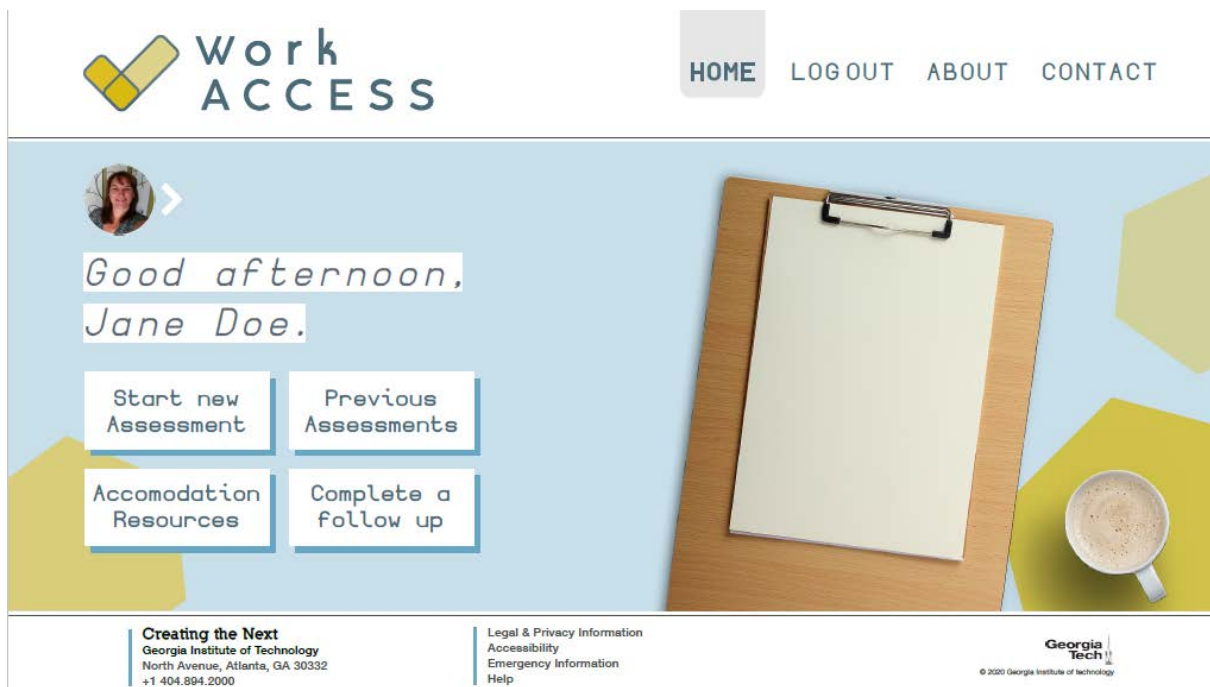 Work
ACCESS
HOME LOG OUT ABOUT CONTACT
Good afternoon,
Jane Doe.
Start new
Assessment
Previous
Assessments
Accomodation
Resources
Complete a
follow up
Creating the Next
Georgia Institute of Technology
North Avenue, Atlanta, GA 30332
+1 404.894.2000
Legal & Privacy Information
Accessibility
Emergency Information
Help
Georgia
Tech
© 2020 Georgia Institute of technology